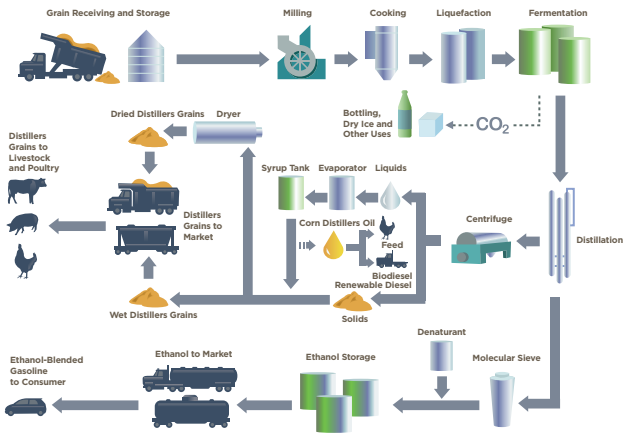 Grain Receiving and Storage
Milling
Cooking
Liquefaction
Fermentation
Bottling,
Dry Ice and
Other Uses
CO₂
Dried Distillers Grains
Dryer
Distillers
Grains to
Livestock
and Poultry
Syrup Tank
Evaporator
Liquids
Distillers
Grains to
Market
Corn Distillers Oil
Feed
Biodiesel
Renewable Diesel
Centrifuge
Distillation
Wet Distillers Grains
Solids
Denaturant
Ethanol-Blended
Gasoline
to Consumer
Ethanol to Market
Ethanol Storage
Molecular Sieve